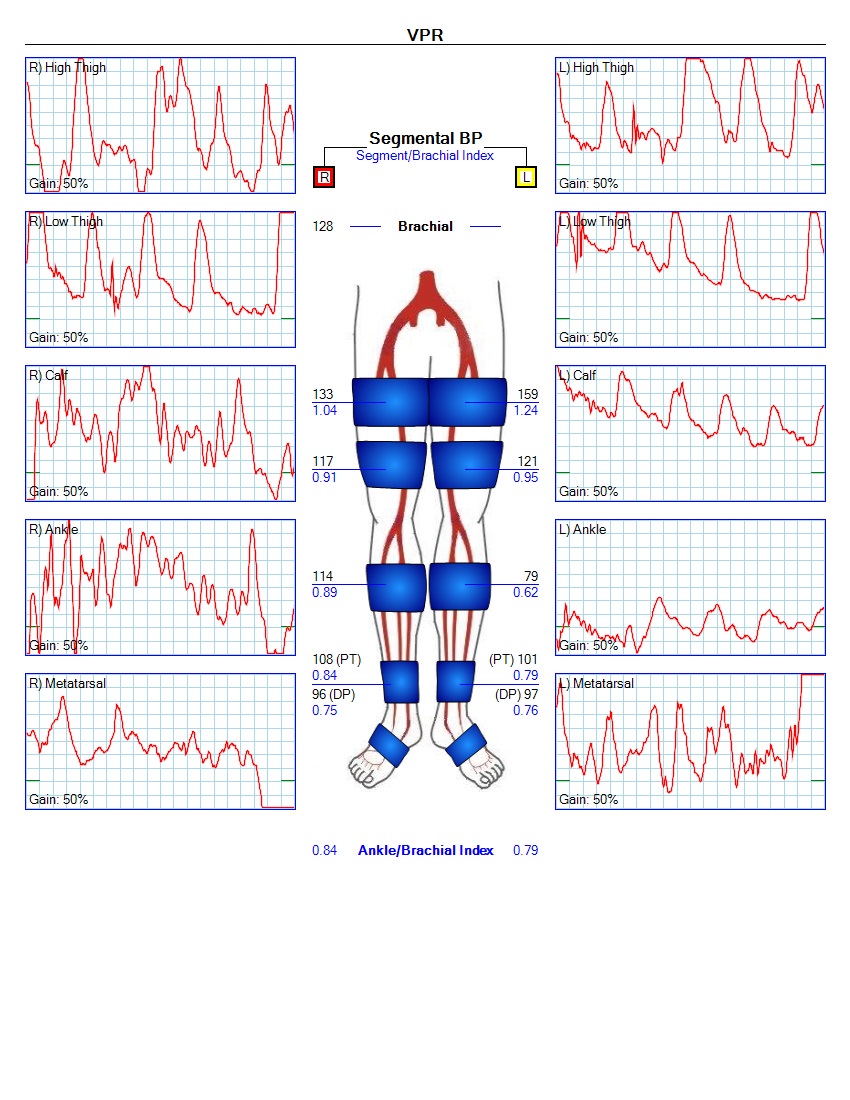 VPR
R) High Thigh
Gain: 50%
R) Low Thigh
Gain: 50%
R) Calf
Gain: 50%
R) Ankle
Gain: 50%
R) Metatarsal
Gain: 50%
Segmental BP
Segment/Brachial Index
R
L
128 Brachial
133 159
1.04 1.24
117 121
0.91 0.95
114 79
0.89 0.62
108 (PT) (PT) 101
0.84 0.79
96 (DP) (DP) 97
0.75 0.76
0.84 Ankle/Brachial Index 0.79
L) High Thigh
Gain: 50%
L) Low Thigh
Gain: 50%
L) Calf
Gain: 50%
L) Ankle
Gain: 50%
L) Metatarsal
Gain: 50%